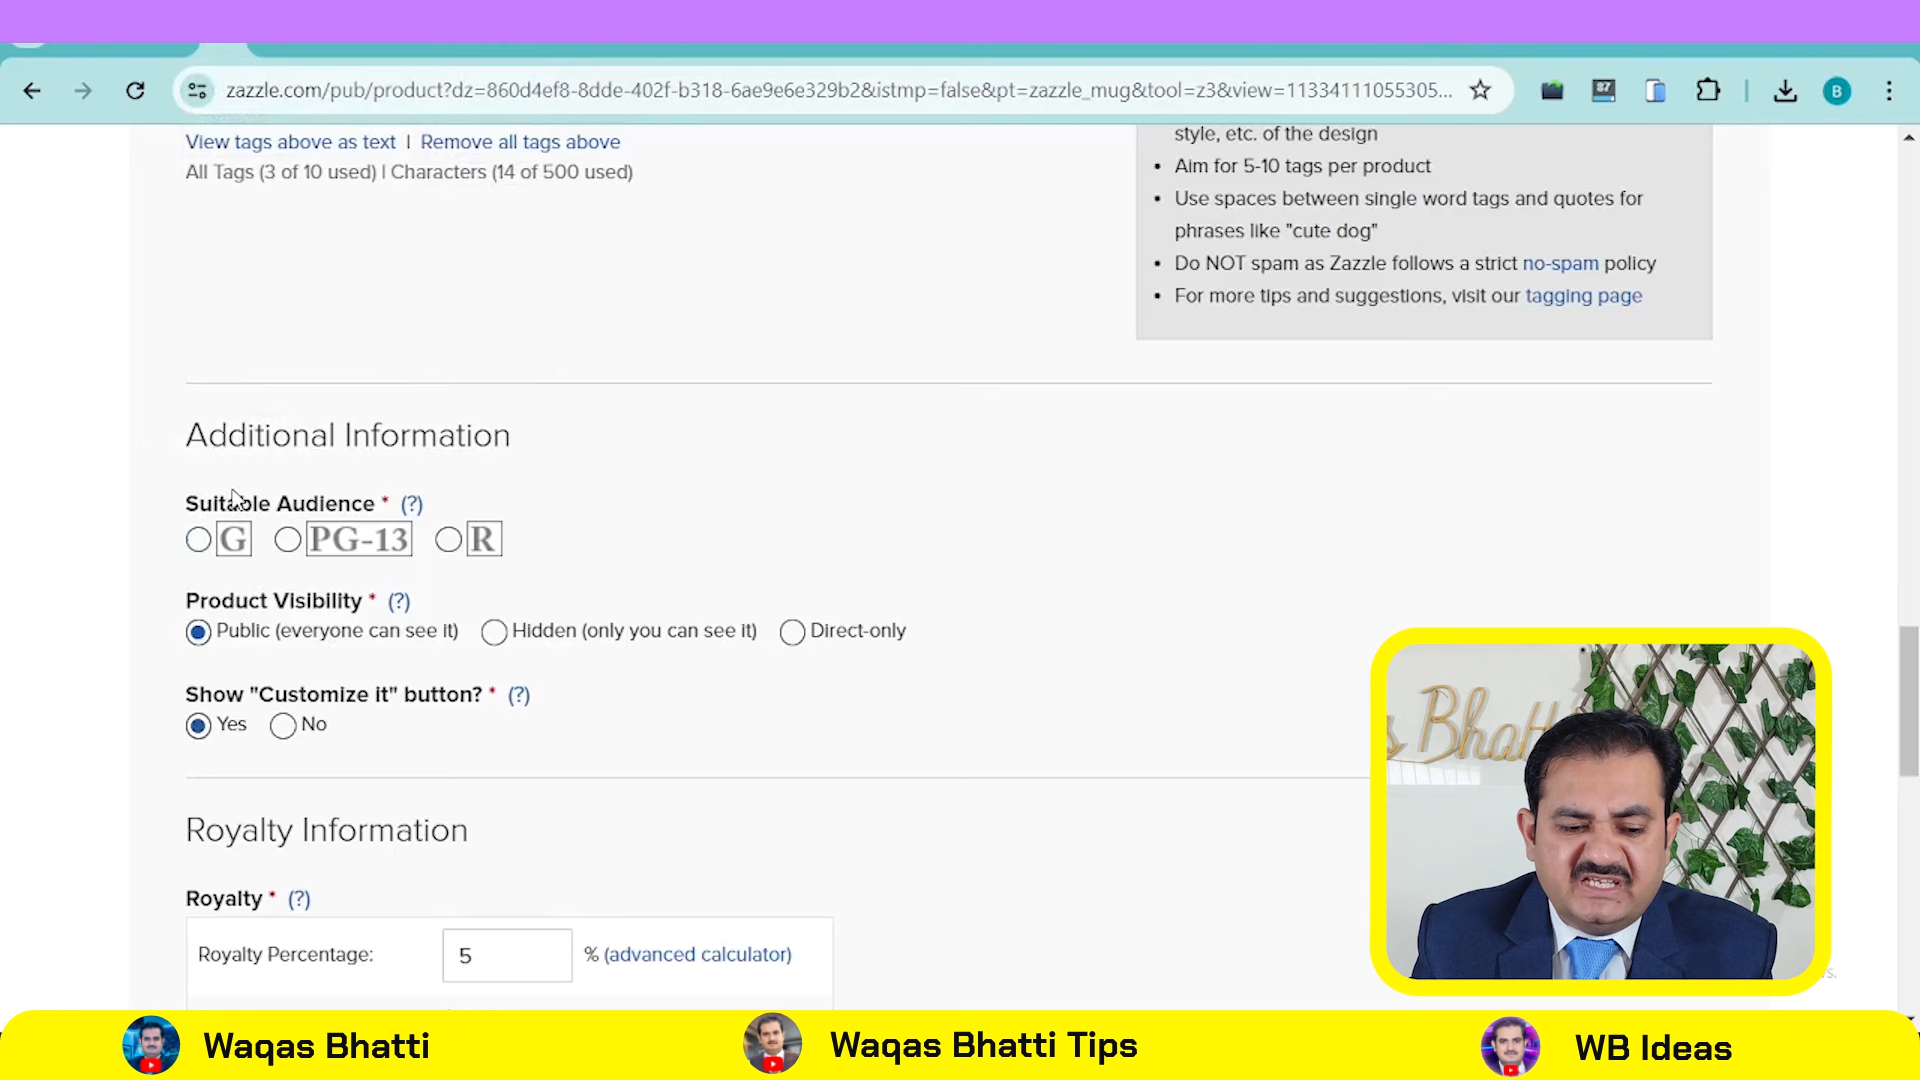 zazzle.com/pub/product?dz=860d4ef8-8dde-402f-b318-6ae9e6e329b2&istmp=false&pt=zazzle_mug&tool=z3&view=11334111055305...
87
B
View tags above as text | Remove all tags above
All Tags (3 of 10 used) | Characters (14 of 500 used)
style, etc. of the design
• Aim for 5-10 tags per product
• Use spaces between single word tags and quotes for
phrases like "cute dog"
• Do NOT spam as Zazzle follows a strict no-spam policy
• For more tips and suggestions, visit our tagging page
Additional Information
Suitable Audience * (?)
G PG-13 R
Product Visibility * (?)
Public (everyone can see it) Hidden (only you can see it) Direct-only
Show "Customize it" button? * (?)
Yes No
Royalty Information
Royalty * (?)
Royalty Percentage: 5 % (advanced calculator)
s Bhatti
Waqas Bhatti
Waqas Bhatti Tips
WB Ideas